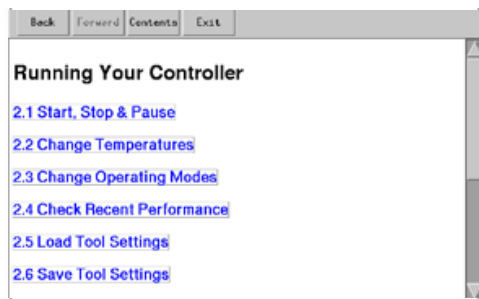 Back Forward Contents Exit
Running Your Controller
2.1 Start, Stop & Pause
2.2 Change Temperatures
2.3 Change Operating Modes
2.4 Check Recent Performance
2.5 Load Tool Settings
2.6 Save Tool Settings